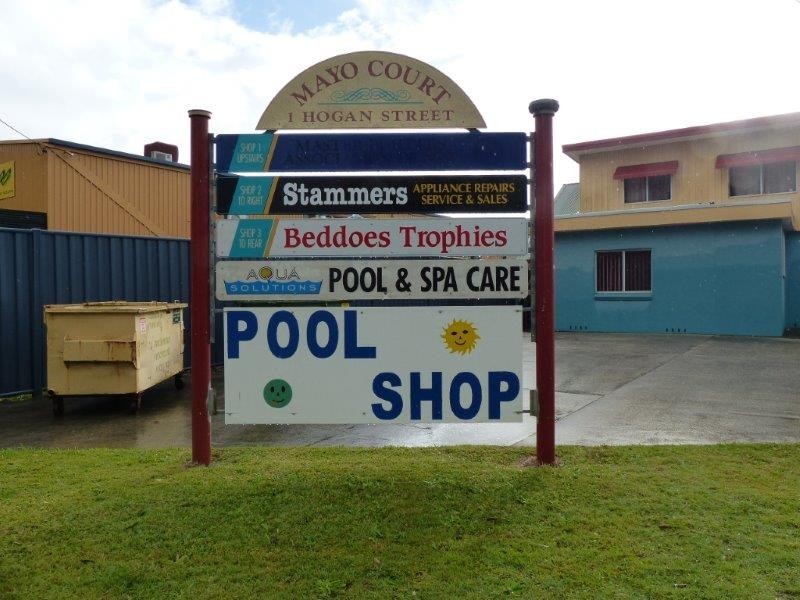 MAYO COURT
1 HOGAN STREET
SHOP 1
UPSTAIRS
SHOP 2
TO RIGHT
Stammers
APPLIANCE REPAIRS
SERVICE & SALES
SHOP 3
TO REAR
Beddoes Trophies
AQUA
SOLUTIONS
POOL & SPA CARE
POOL
SHOP